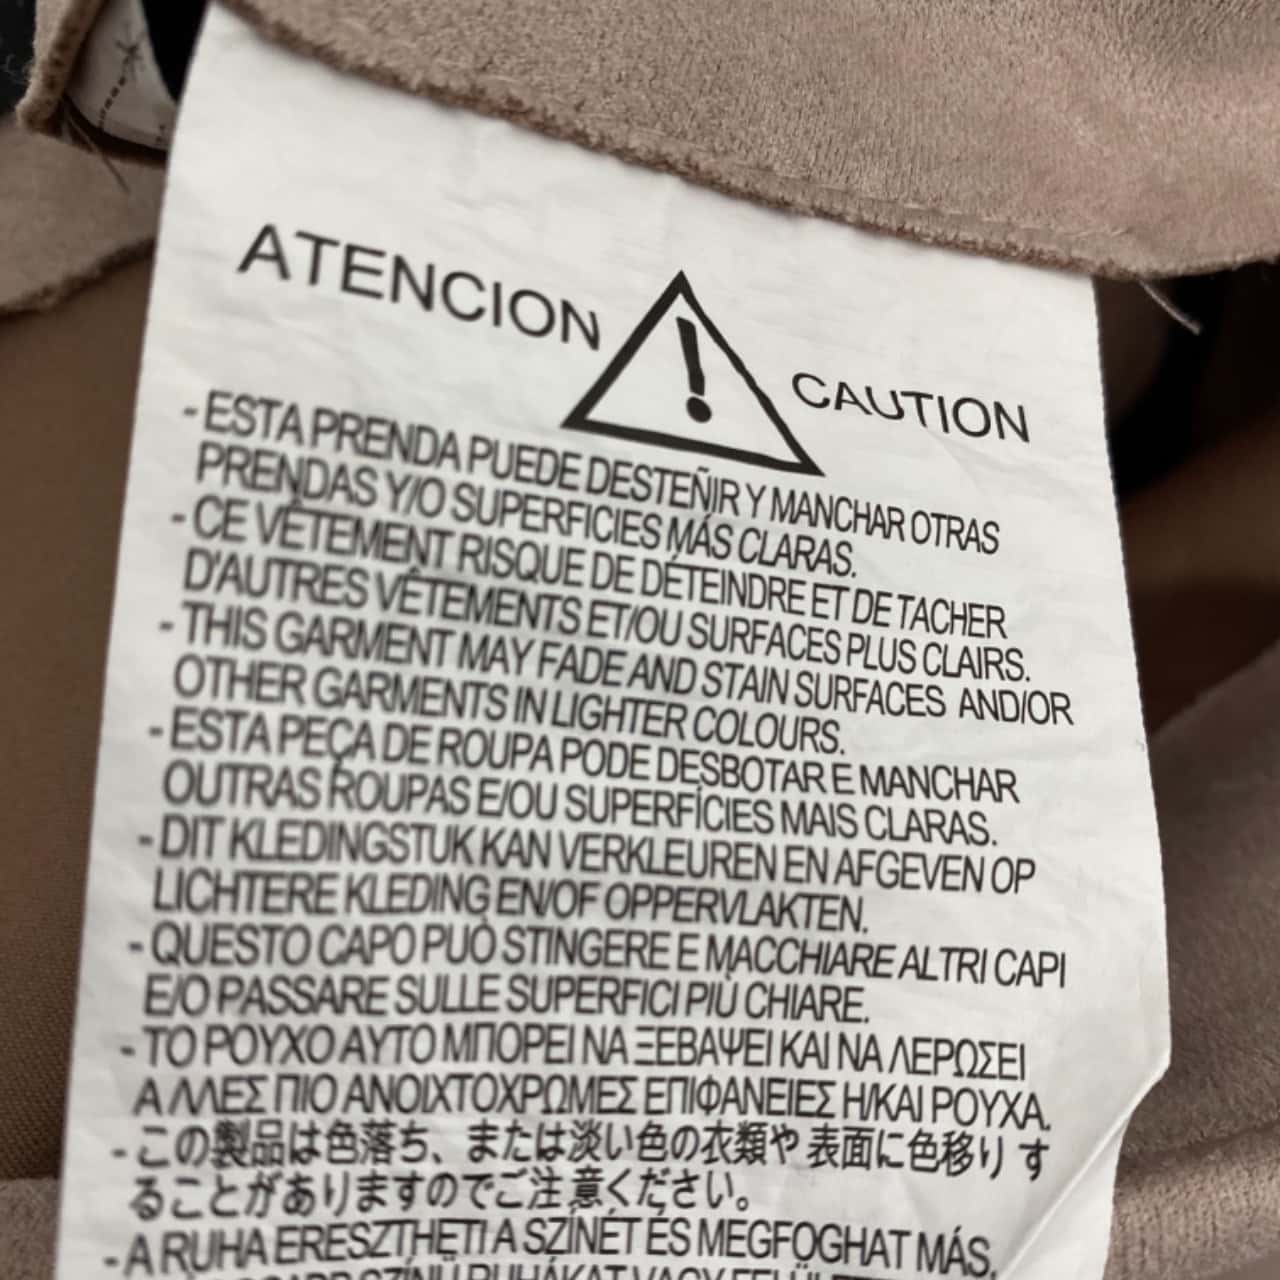 ATENCION ! CAUTION
- ESTA PRENDA PUEDE DESTEÑIR Y MANCHAR OTRAS
PRENDAS Y/O SUPERFICIES MÁS CLARAS.
- CE VÊTEMENT RISQUE DE DÉTEINDRE ET DE TACHER
D'AUTRES VÊTEMENTS ET/OU SURFACES PLUS CLAIRS.
- THIS GARMENT MAY FADE AND STAIN SURFACES AND/OR
OTHER GARMENTS IN LIGHTER COLOURS.
- ESTA PEÇA DE ROUPA PODE DESBOTAR E MANCHAR
OUTRAS ROUPAS E/OU SUPERFÍCIES MAIS CLARAS.
- DIT KLEDINGSTUK KAN VERKLEUREN EN AFGEVEN OP
LICHTERE KLEDING EN/OF OPPERVLAKTEN.
- QUESTO CAPO PUÒ STINGERE E MACCHIARE ALTRI CAPI
E/O PASSARE SULLE SUPERFICI PIÙ CHIARE.
- ΤΟ ΡΟΥΧΟ ΑΥΤΟ ΜΠΟΡΕΙ ΝΑ ΞΕΒΑΨΕΙ ΚΑΙ ΝΑ ΛΕΡΩΣΕΙ
ΑΛΛΕΣ ΠΙΟ ΑΝΟΙΧΤΟΧΡΩΜΕΣ ΕΠΙΦΑΝΕΙΕΣ Η/ΚΑΙ ΡΟΥΧΑ.
- この製品は色落ち、または淡い色の衣類や 表面に色移り す
ることがありますのでご注意ください。
- A RUHA ERESZTHETI A SZÍNÉT ÉS MEGFOGHAT MÁS,
SZÍNŰ RUHÁKAT VAGY